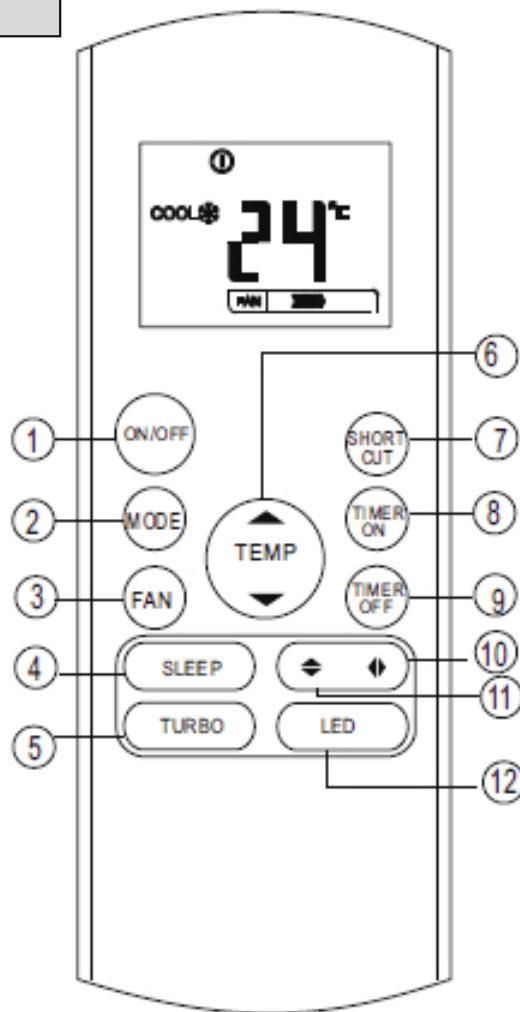 COOL
24 °C
FAN
6
1
ON/OFF
SHORT
CUT
7
2
MODE
TEMP
TIMER
ON
8
3
FAN
TIMER
OFF
9
4
SLEEP
10
11
5
TURBO
LED
12